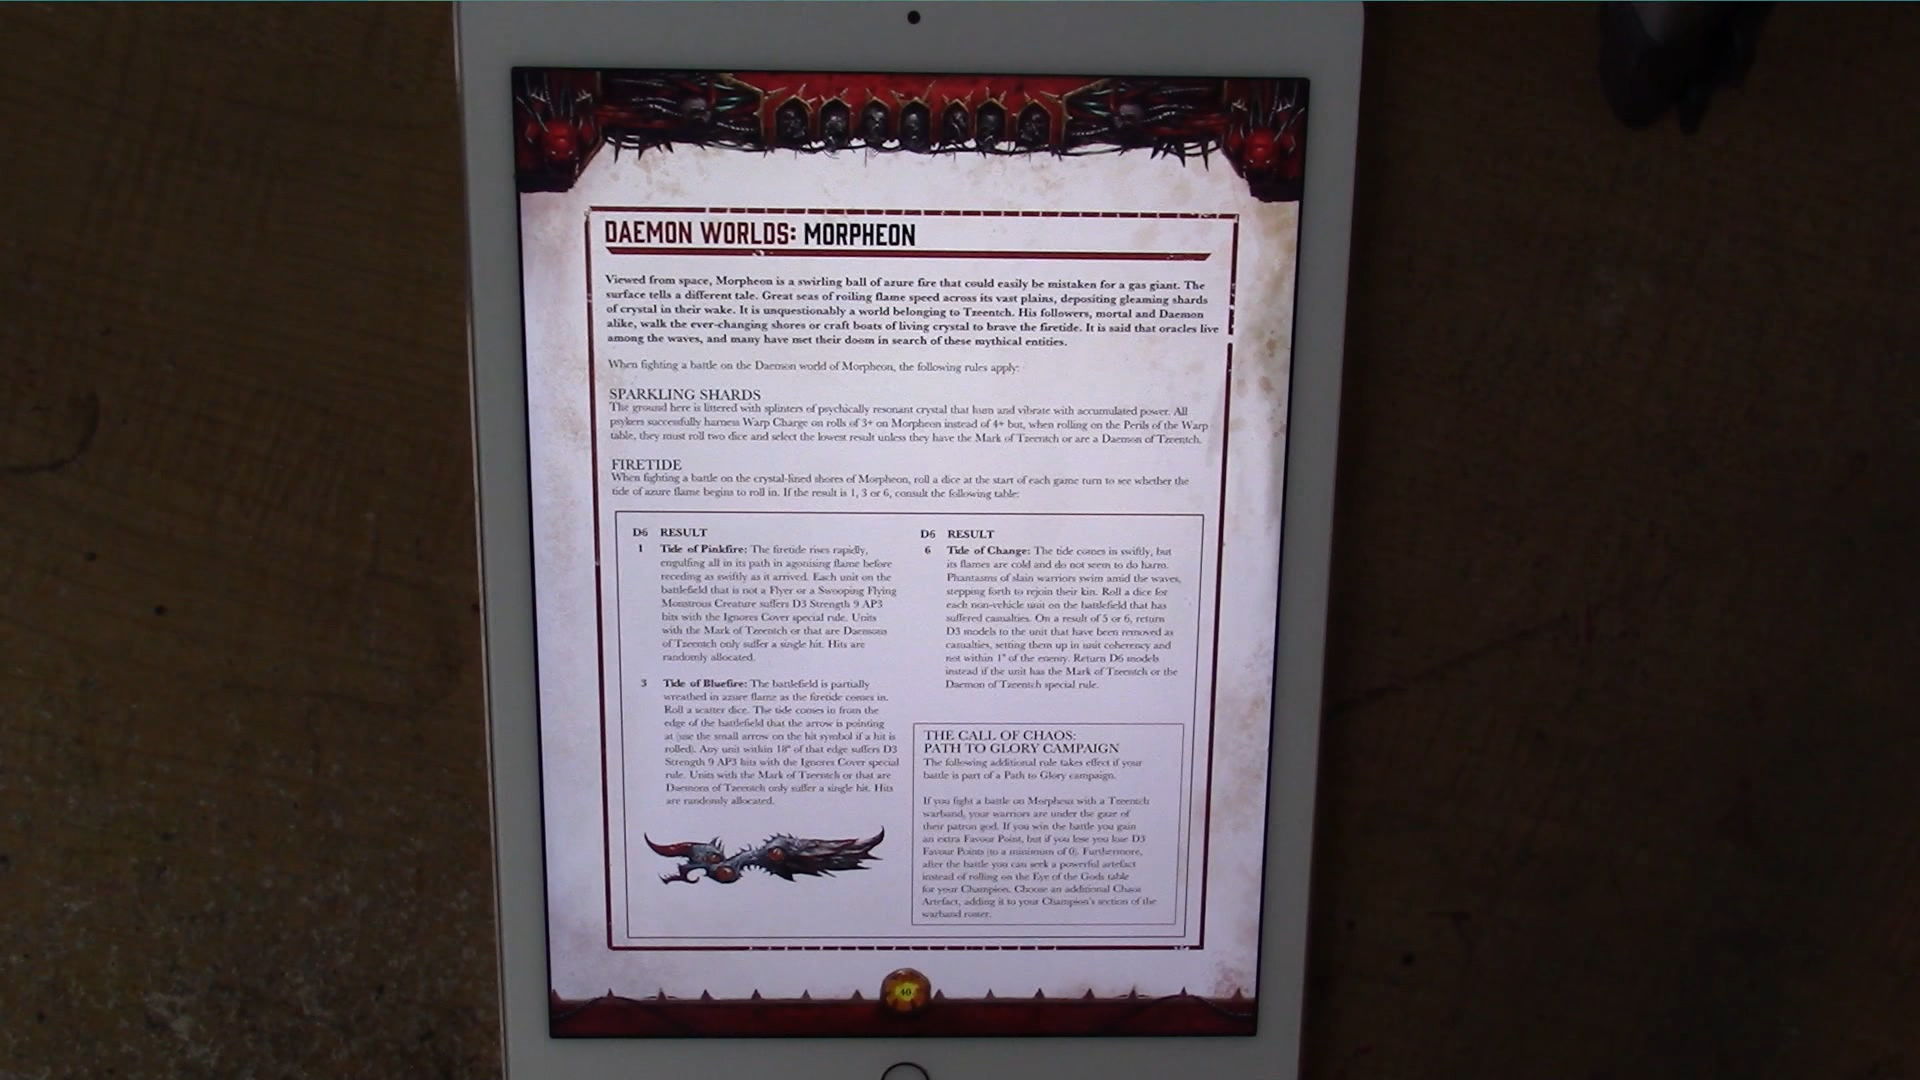 DAEMON WORLDS: MORPHEON
Viewed from space, Morpheon is a swirling ball of azure fire that could easily be mistaken for a gas giant. The
surface tells a different tale. Great seas of roiling flame speed across its vast plains, depositing gleaming shards
of crystal in their wake. It is unquestionably a world belonging to Tzeentch. His followers, mortal and Daemon
alike, walk the ever-changing shores or craft boats of living crystal to brave the firetide. It is said that oracles live
among the waves, and many have met their doom in search of these mythical entities.
When fighting a battle on the Daemon world of Morpheon, the following rules apply:
SPARKLING SHARDS
The ground here is littered with splinters of psychically resonant crystal that hum and vibrate with accumulated power. All
psykers successfully harness Warp Charge on rolls of 3+ on Morpheon instead of 4+ but, when rolling on the Perils of the Warp
table, they must roll two dice and select the lowest result unless they have the Mark of Tzeentch or are a Daemon of Tzeentch.
FIRETIDE
When fighting a battle on the crystal-lined shores of Morpheon, roll a dice at the start of each game turn to see whether the
tide of azure flame begins to roll in. If the result is 1, 3 or 6, consult the following table:
D6 RESULT
1 Tide of Pinkfire: The firetide rises rapidly,
engulfing all in its path in agonising flame before
receding as swiftly as it arrived. Each unit on the
battlefield that is not a Flyer or a Swooping Flying
Monstrous Creature suffers D3 Strength 9 AP3
hits with the Ignores Cover special rule. Units
with the Mark of Tzeentch or that are Daemons
of Tzeentch only suffer a single hit. Hits are
randomly allocated.
3 Tide of Bluefire: The battlefield is partially
wreathed in azure flame as the firetide comes in.
Roll a scatter dice. The tide comes in from the
edge of the battlefield that the arrow is pointing
at (use the small arrow on the hit symbol if a hit is
rolled). Any unit within 18" of that edge suffers D3
Strength 9 AP3 hits with the Ignores Cover special
rule. Units with the Mark of Tzeentch or that are
Daemons of Tzeentch only suffer a single hit. Hits
are randomly allocated.
D6 RESULT
6 Tide of Change: The tide comes in swiftly, but
its flames are cold and do not seem to do harm.
Phantasms of slain warriors swim amid the waves,
stepping forth to rejoin their kin. Roll a dice for
each non-vehicle unit on the battlefield that has
suffered casualties. On a result of 5 or 6, return
D3 models to the unit that have been removed as
casualties, setting them up in unit coherency and
not within 1" of the enemy. Return D6 models
instead if the unit has the Mark of Tzeentch or the
Daemon of Tzeentch special rule.
THE CALL OF CHAOS:
PATH TO GLORY CAMPAIGN
The following additional rule takes effect if your
battle is part of a Path to Glory campaign.
If you fight a battle on Morpheus with a Tzeentch
warband, your warriors are under the gaze of
their patron god. If you win the battle you gain
an extra Favour Point, but if you lose you lose D3
Favour Points (to a minimum of 0). Furthermore,
after the battle you can seek a powerful artefact
instead of rolling on the Eye of the Gods table
for your Champion. Choose an additional Chaos
Artefact, adding it to your Champion's section of the
warband roster.
40